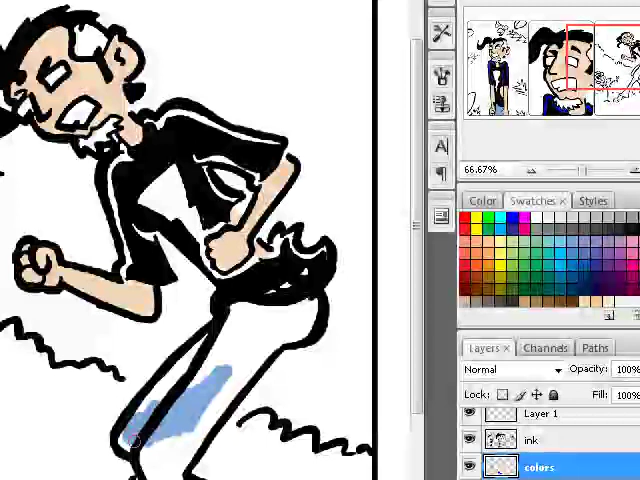 66.67%
Color Swatches × Styles
Layers × Channels Paths
Normal Opacity: 100%
Lock: Fill: 100%
Layer 1
ink
colors
A
¶